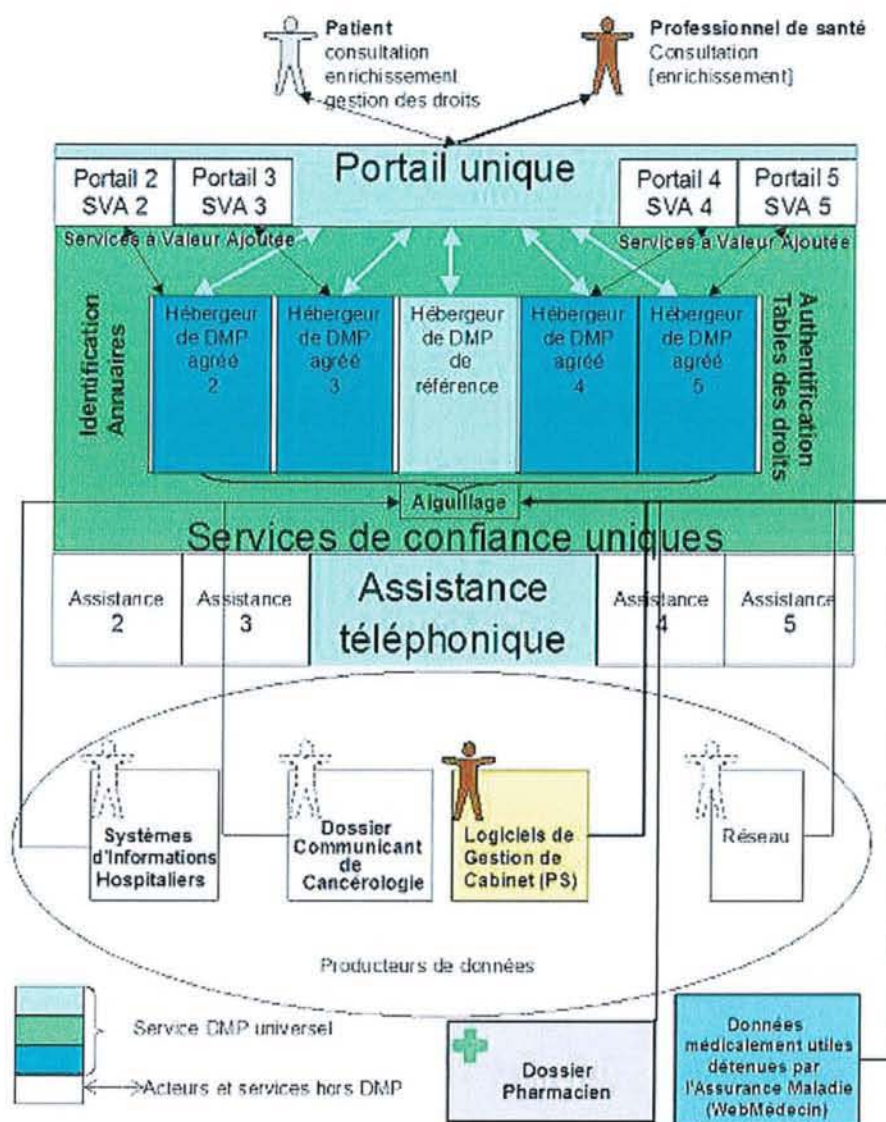 Patient
consultation
enrichissement
gestion des droits
Professionnel de santé
Consultation
[enrichissement]
Portail 2
SVA 2
Portail 3
SVA 3
Portail unique
Portail 4
SVA 4
Portail 5
SVA 5
Services à Valeur Ajoutée
Services à Valeur Ajoutée
Identification
Annuaires
Hébergeur
de DMP
agréé
2
Hébergeur
de DMP
agréé
3
Hébergeur
de DMP
de
référence
Hébergeur
de DMP
agréé
4
Hébergeur
de DMP
agréé
5
Authentification
Tables des droits
Aiguillage
Services de confiance uniques
Assistance
2
Assistance
3
Assistance
téléphonique
Assistance
4
Assistance
5
Systèmes
d'Informations
Hospitaliers
Dossier
Communicant
de
Cancérologie
Logiciels de
Gestion de
Cabinet (PS)
Réseau
Producteurs de données
Service DMP universel
Acteurs et services hors DMP
Dossier
Pharmacien
Données
médicalement utiles
détenues par
l'Assurance Maladie
(WebMédecin)